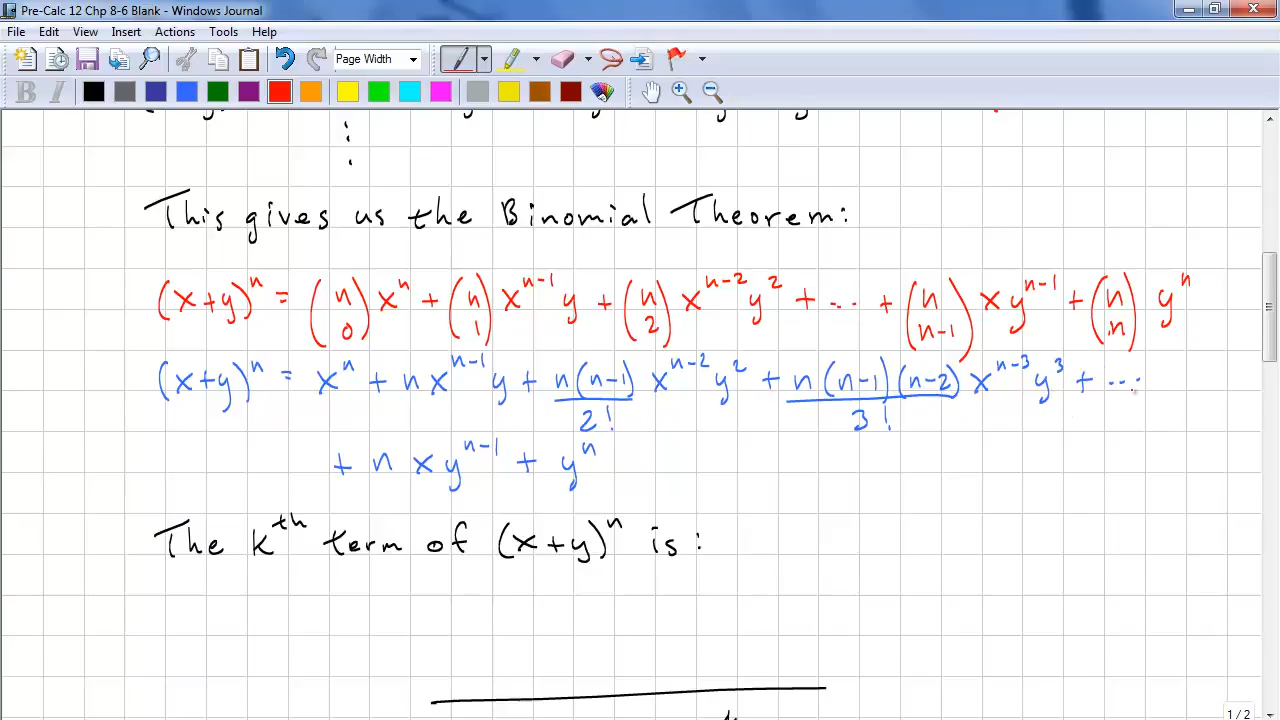 Pre-Calc 12 Chp 8-6 Blank - Windows Journal
File Edit View Insert Actions Tools Help
Page Width
B I
This gives us the Binomial Theorem:
(x+y)^n = (n 0) x^n + (n 1) x^{n-1} y + (n 2) x^{n-2} y^2 + ... + (n n-1) x y^{n-1} + (n n) y^n
(x+y)^n = x^n + n x^{n-1} y + n(n-1)/2! x^{n-2} y^2 + n(n-1)(n-2)/3! x^{n-3} y^3 + ...
+ n x y^{n-1} + y^n
The k^th term of (x+y)^n is:
1 / 2